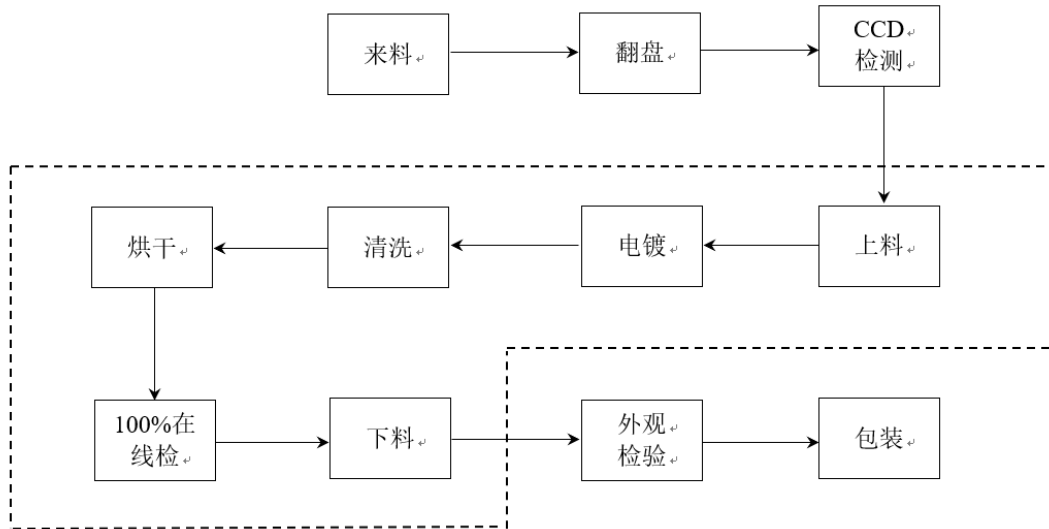 来料
翻盘
CCD
检测
上料
电镀
清洗
烘干
100%在
线检
下料
外观
检验
包装